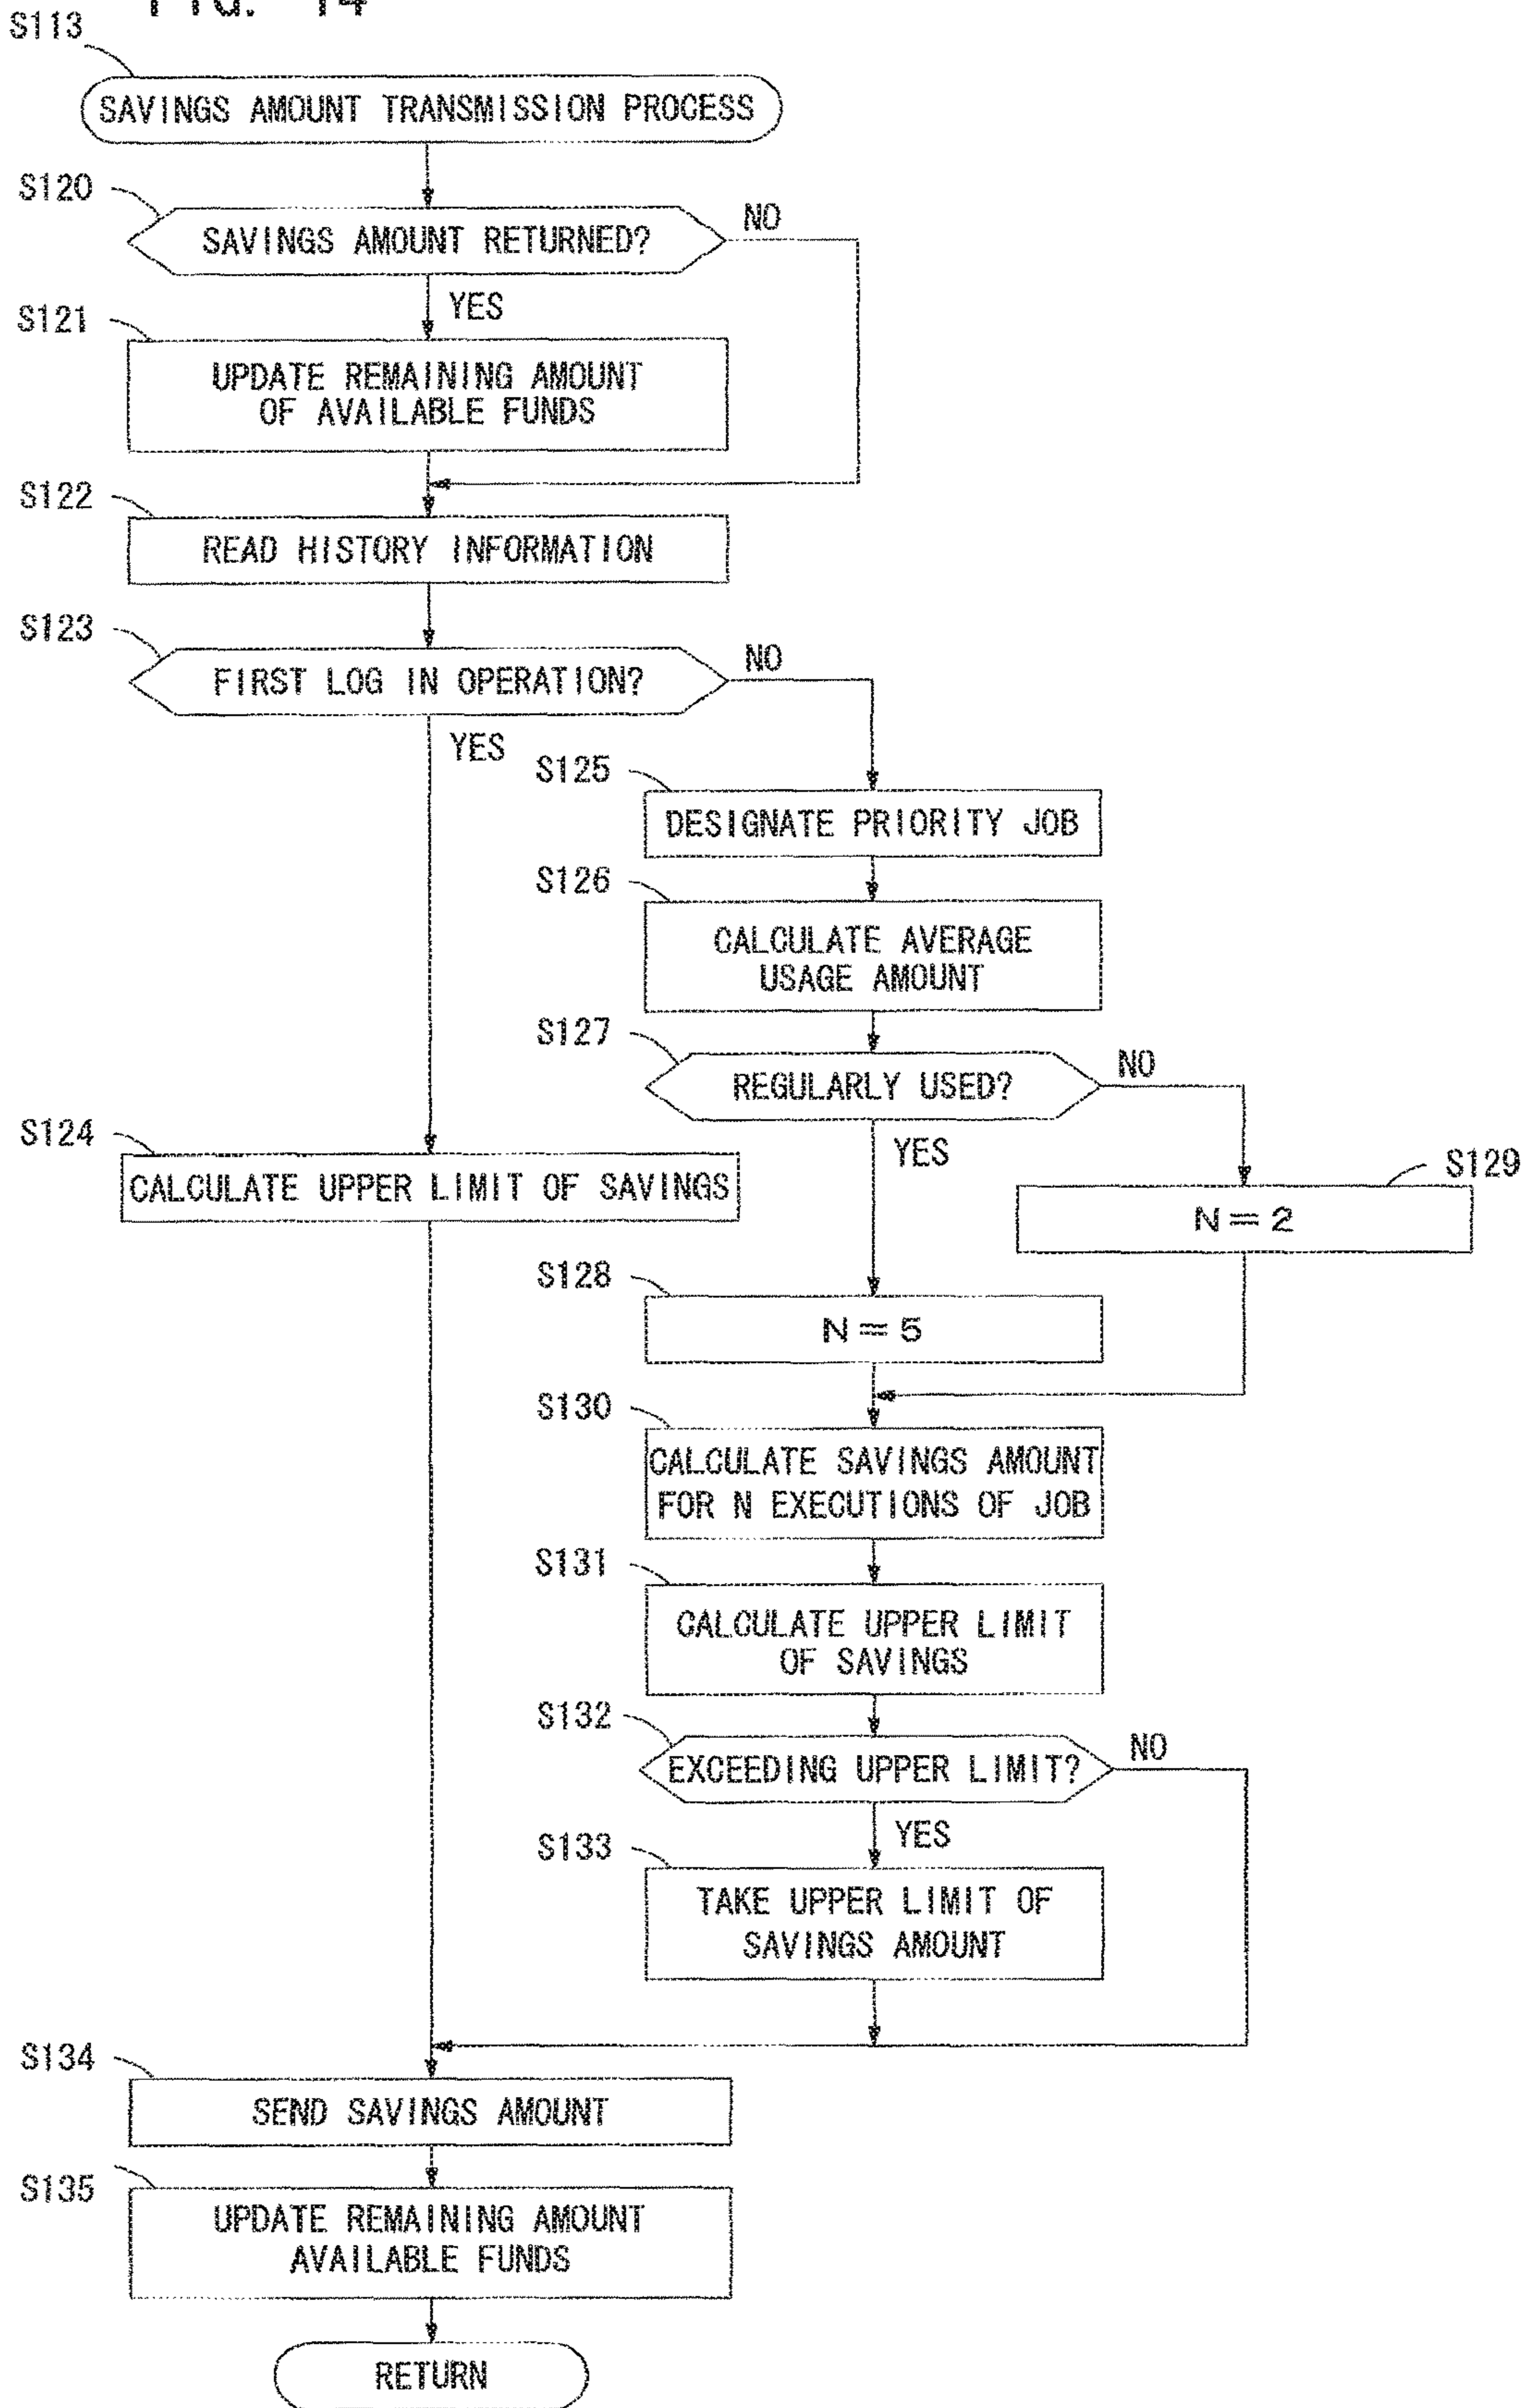 FIG. 14
S113
SAVINGS AMOUNT TRANSMISSION PROCESS
S120
SAVINGS AMOUNT RETURNED?
NO
YES
S121
UPDATE REMAINING AMOUNT
OF AVAILABLE FUNDS
S122
READ HISTORY INFORMATION
S123
FIRST LOG IN OPERATION?
NO
YES
S125
DESIGNATE PRIORITY JOB
S126
CALCULATE AVERAGE
USAGE AMOUNT
S127
REGULARLY USED?
NO
YES
S124
CALCULATE UPPER LIMIT OF SAVINGS
S129
N=2
S128
N=5
S130
CALCULATE SAVINGS AMOUNT
FOR N EXECUTIONS OF JOB
S131
CALCULATE UPPER LIMIT
OF SAVINGS
S132
EXCEEDING UPPER LIMIT?
NO
YES
S133
TAKE UPPER LIMIT OF
SAVINGS AMOUNT
S134
SEND SAVINGS AMOUNT
S135
UPDATE REMAINING AMOUNT
AVAILABLE FUNDS
RETURN